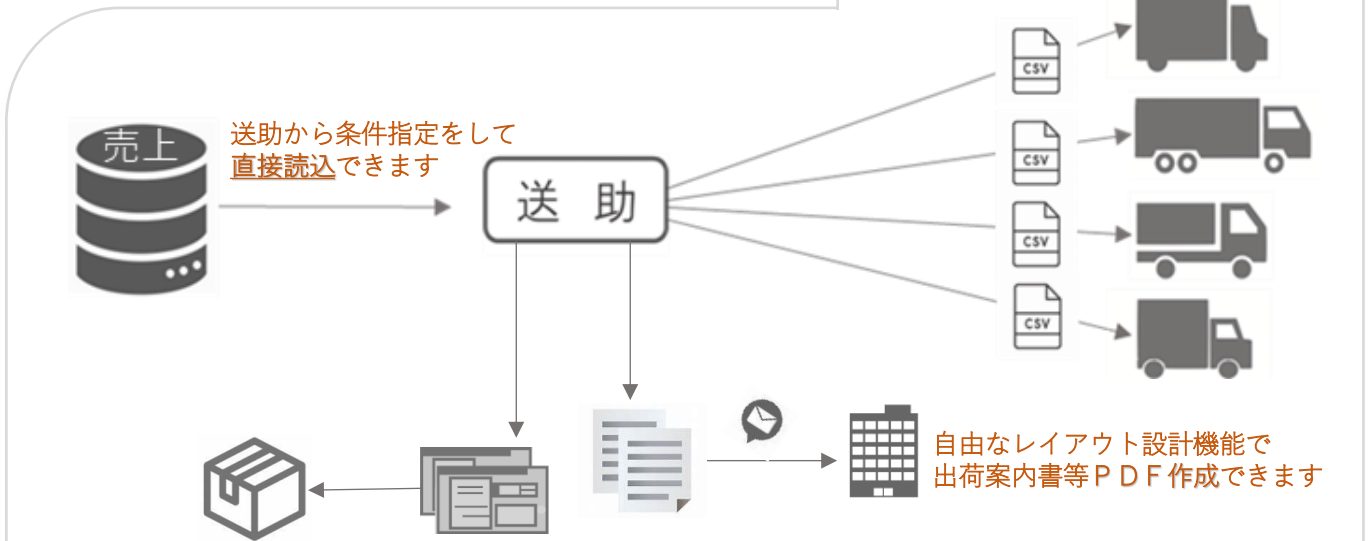 売上
送助から条件指定をして
直接読込できます
送 助
CSV
CSV
CSV
CSV
自由なレイアウト設計機能で
出荷案内書等ＰＤＦ作成できます